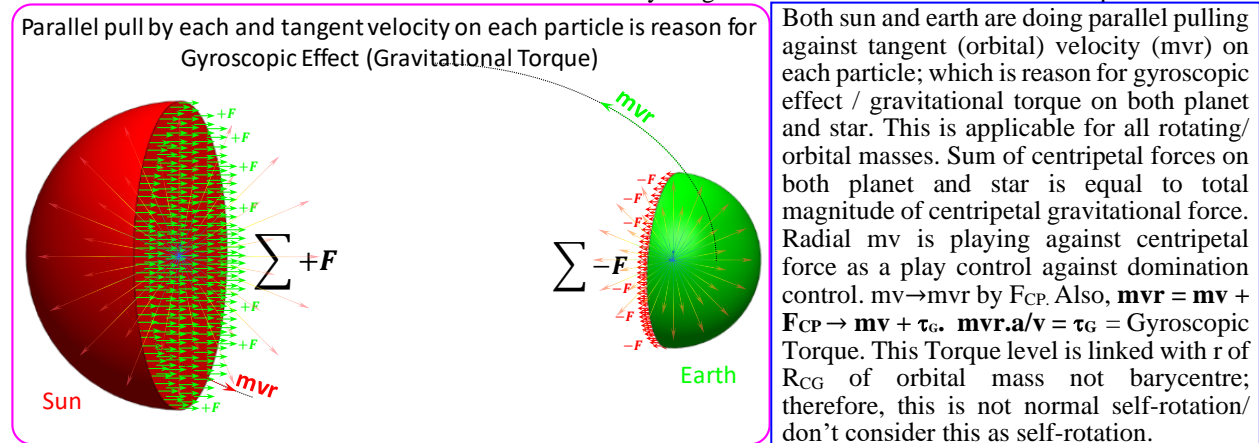 Parallel pull by each and tangent velocity on each particle is reason for
Gyroscopic Effect (Gravitational Torque)
+F
+F
+F
+F
+F
+F
+F
+F
∑ +F
mvr
Sun
mvr
−F
−F
−F
−F
−F
−F
∑ −F
Earth
Both sun and earth are doing parallel pulling
against tangent (orbital) velocity (mvr) on
each particle; which is reason for gyroscopic
effect / gravitational torque on both planet
and star. This is applicable for all rotating/
orbital masses. Sum of centripetal forces on
both planet and star is equal to total
magnitude of centripetal gravitational force.
Radial mv is playing against centripetal
force as a play control against domination
control. mv→mvr by FCP. Also, mvr = mv +
FCP → mv + τG. mvr.a/v = τG = Gyroscopic
Torque. This Torque level is linked with r of
RCG of orbital mass not barycentre;
therefore, this is not normal self-rotation/
don't consider this as self-rotation.